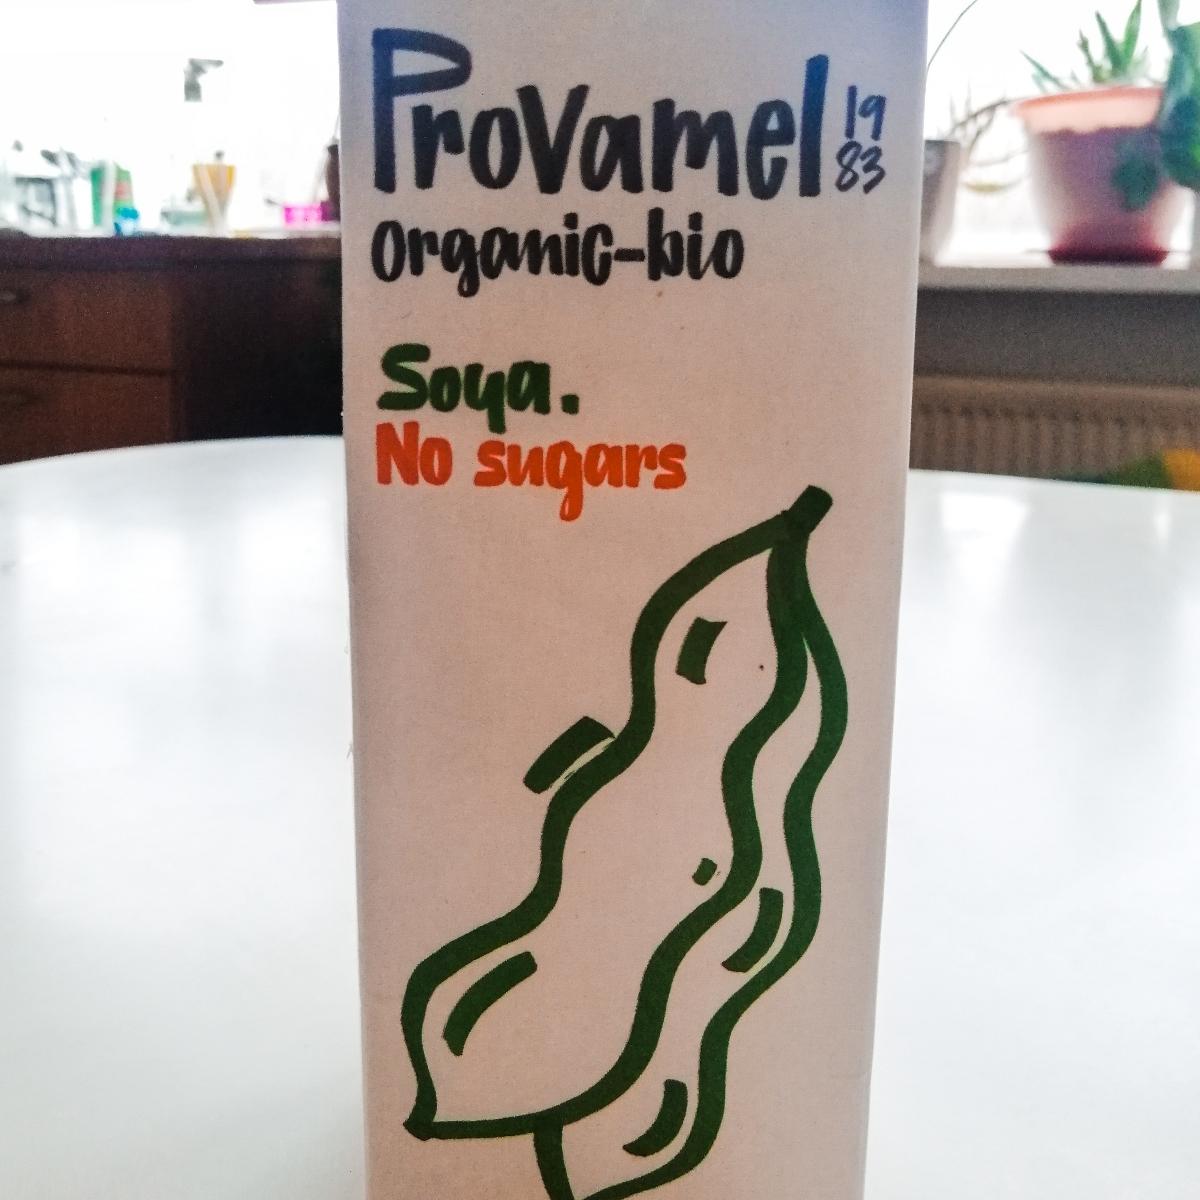 Provamel 19
83
organic-bio
Soya.
No sugars